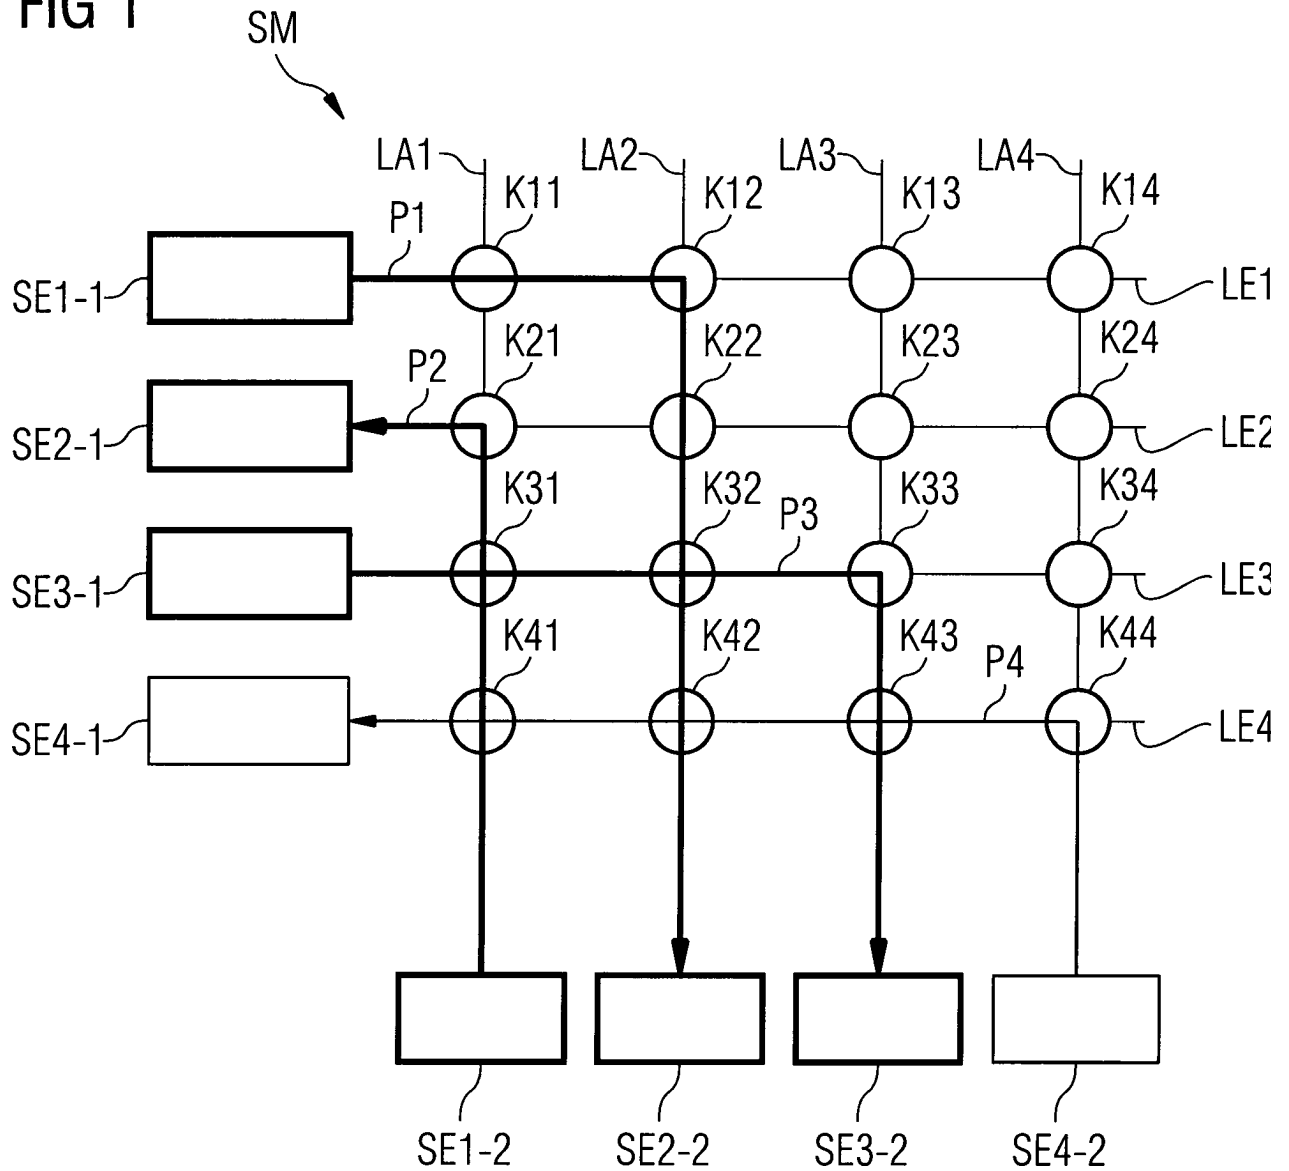 FIG 1
SM
LA1 LA2 LA3 LA4
K11 K12 K13 K14
P1
SE1-1 LE1
K21 K22 K23 K24
P2
SE2-1 LE2
K31 K32 K33 K34
P3
SE3-1 LE3
K41 K42 K43 K44
P4
SE4-1 LE4
SE1-2 SE2-2 SE3-2 SE4-2